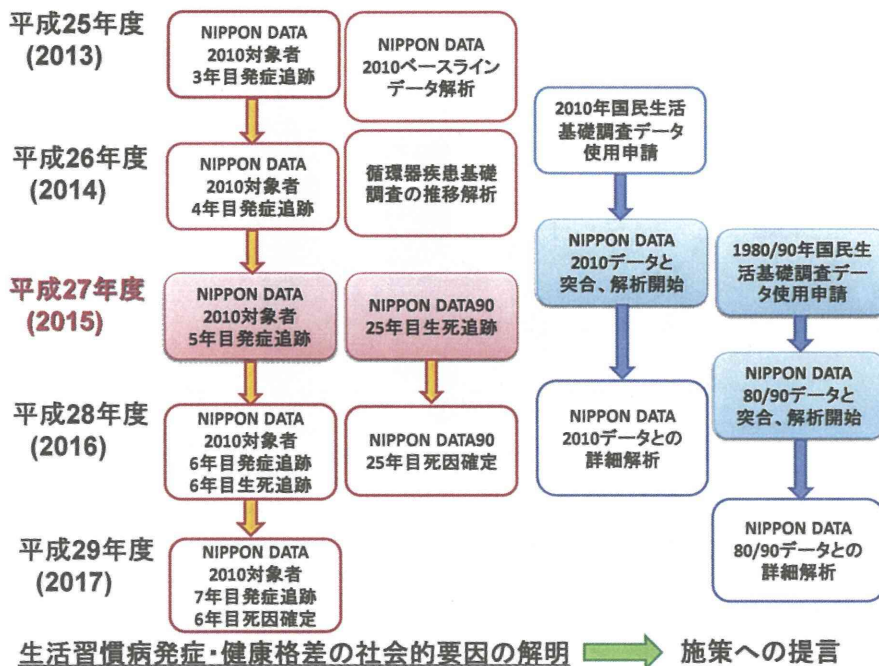 平成25年度
(2013)
NIPPON DATA
2010対象者
3年目発症追跡
NIPPON DATA
2010ベースライン
データ解析
2010年国民生活
基礎調査データ
使用申請
平成26年度
(2014)
NIPPON DATA
2010対象者
4年目発症追跡
循環器疾患基礎
調査の推移解析
NIPPON DATA
2010データと
突合、解析開始
1980/90年国民生
活基礎調査デー
タ使用申請
平成27年度
(2015)
NIPPON DATA
2010対象者
5年目発症追跡
NIPPON DATA90
25年目生死追跡
NIPPON DATA
80/90データと
突合、解析開始
平成28年度
(2016)
NIPPON DATA
2010対象者
6年目発症追跡
6年目生死追跡
NIPPON DATA90
25年目死因確定
NIPPON DATA
2010データとの
詳細解析
NIPPON DATA
80/90データとの
詳細解析
平成29年度
(2017)
NIPPON DATA
2010対象者
7年目発症追跡
6年目死因確定
生活習慣病発症・健康格差の社会的要因の解明
施策への提言